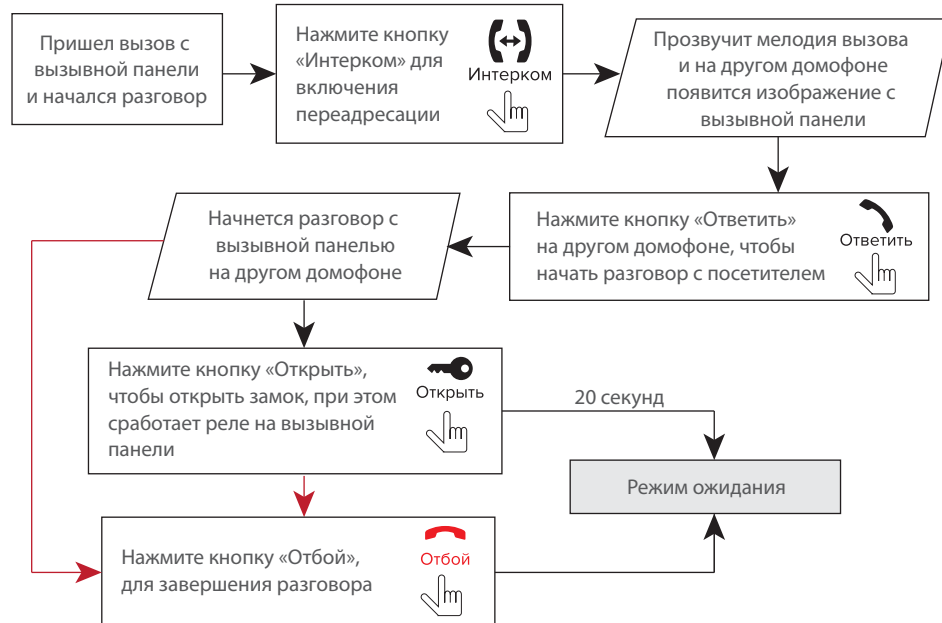 Пришел вызов с
вызывной панели
и начался разговор
Нажмите кнопку
«Интерком» для
включения
переадресации
Интерком
Прозвучит мелодия вызова
и на другом домофоне
появится изображение с
вызывной панели
Начнется разговор с
вызывной панелью
на другом домофоне
Нажмите кнопку «Ответить»
на другом домофоне, чтобы
начать разговор с посетителем
Ответить
Нажмите кнопку «Открыть»,
чтобы открыть замок, при этом
сработает реле на вызывной
панели
Открыть
20 секунд
Режим ожидания
Нажмите кнопку «Отбой»,
для завершения разговора
Отбой